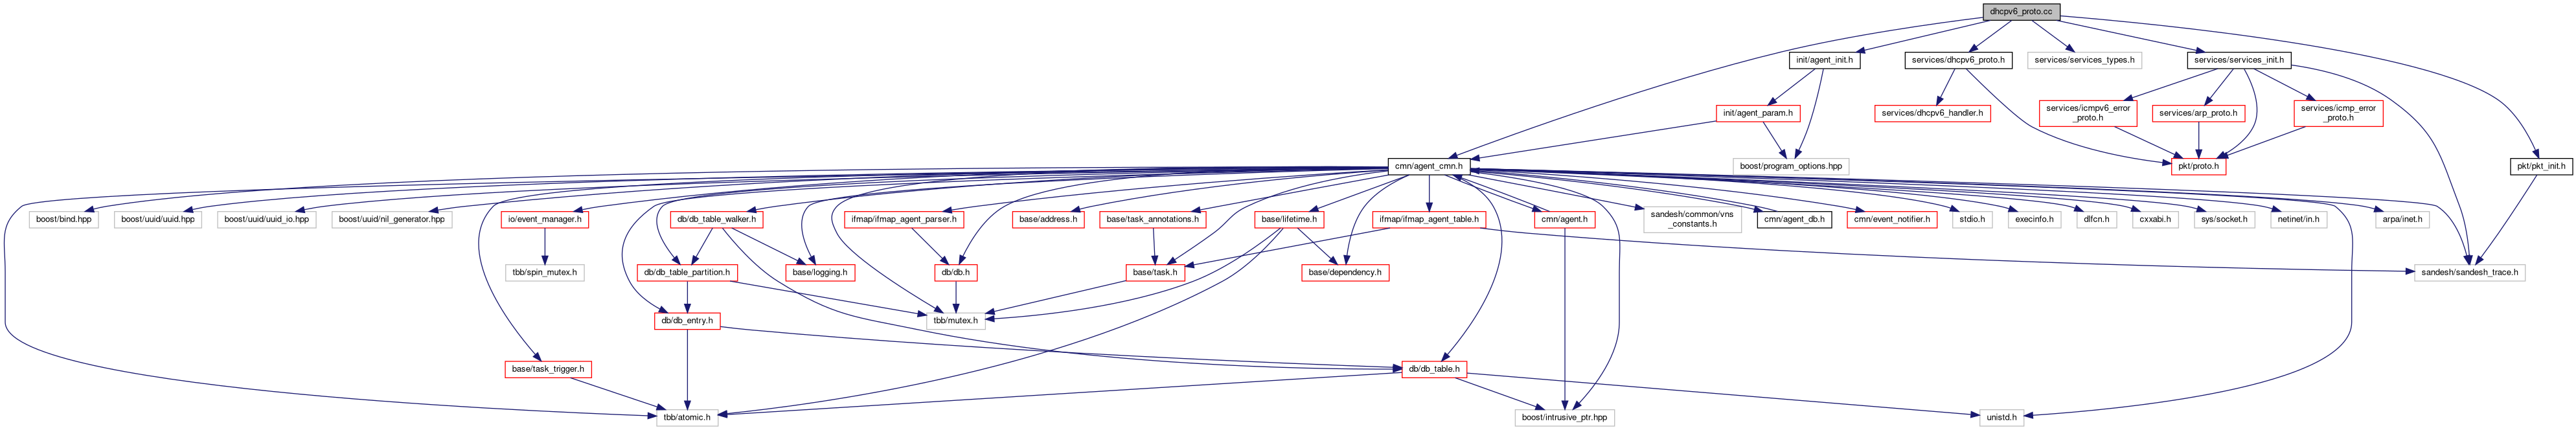 dhcpv6_proto.cc
init/agent_init.h
services/dhcpv6_proto.h
services/services_types.h
services/services_init.h
init/agent_param.h
services/dhcpv6_handler.h
services/icmpv6_error
_proto.h
services/arp_proto.h
services/icmp_error
_proto.h
cmn/agent_cmn.h
boost/program_options.hpp
pkt/proto.h
pkt/pkt_init.h
boost/bind.hpp
boost/uuid/uuid.hpp
boost/uuid/uuid_io.hpp
boost/uuid/nil_generator.hpp
io/event_manager.h
db/db_table_walker.h
ifmap/ifmap_agent_parser.h
base/address.h
base/task_annotations.h
base/lifetime.h
ifmap/ifmap_agent_table.h
cmn/agent.h
sandesh/common/vns
_constants.h
cmn/agent_db.h
cmn/event_notifier.h
stdio.h
execinfo.h
dlfcn.h
cxxabi.h
sys/socket.h
netinet/in.h
arpa/inet.h
tbb/spin_mutex.h
db/db_table_partition.h
base/logging.h
db/db.h
base/task.h
base/dependency.h
sandesh/sandesh_trace.h
db/db_entry.h
tbb/mutex.h
base/task_trigger.h
db/db_table.h
tbb/atomic.h
boost/intrusive_ptr.hpp
unistd.h